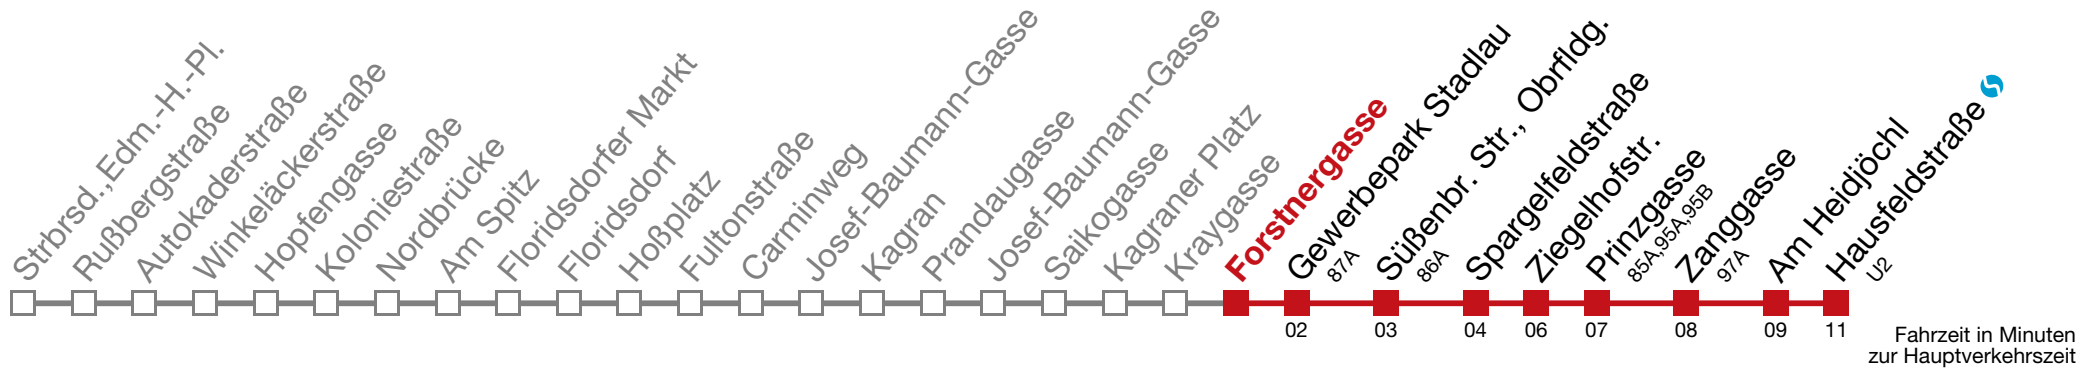 Strbrsd.,Edm.-H.-Pl.
Rußbergstraße
Autokaderstraße
Winkeläckerstraße
Hopfengasse
Koloniestraße
Nordbrücke
Am Spitz
Floridsdorfer Markt
Floridsdorf
Hoßplatz
Fultonstraße
Carminweg
Josef-Baumann-Gasse
Kagran
Prandaugasse
Josef-Baumann-Gasse
Saikogasse
Kagraner Platz
Kraygasse
Forstnergasse
Gewerbepark Stadlau
87A
Süßenbr. Str., Obrfldg.
86A
Spargelfeldstraße
Ziegelhofstr.
Prinzgasse
85A,95A,95B
Zanggasse
97A
Am Heidjöchl
Hausfeldstraße
U2
02 03 04 06 07 08 09 11
Fahrzeit in Minuten
zur Hauptverkehrszeit